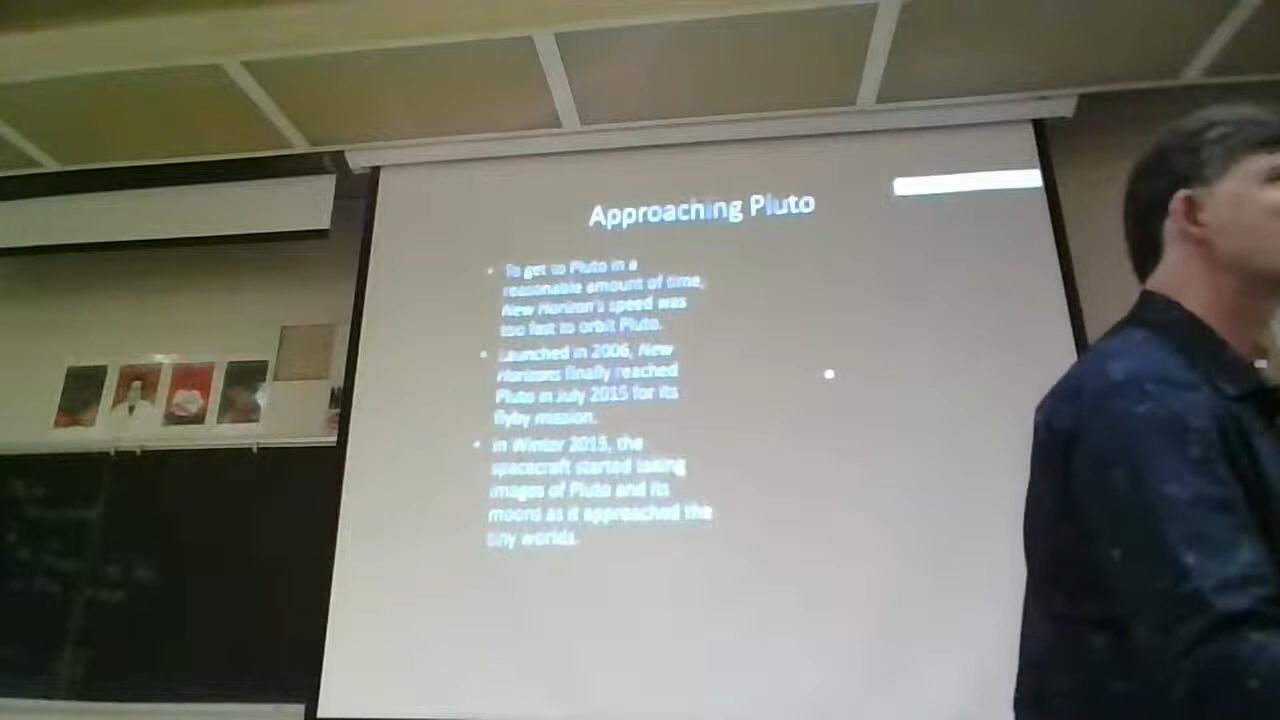 Approaching Pluto
To get to Pluto in a
reasonable amount of time,
New Horizon's speed was
too fast to orbit Pluto.
Launched in 2006, New
Horizons finally reached
Pluto in July 2015 for its
flyby mission.
In Winter 2015, the
spacecraft started taking
images of Pluto and its
moons as it approached the
tiny worlds.